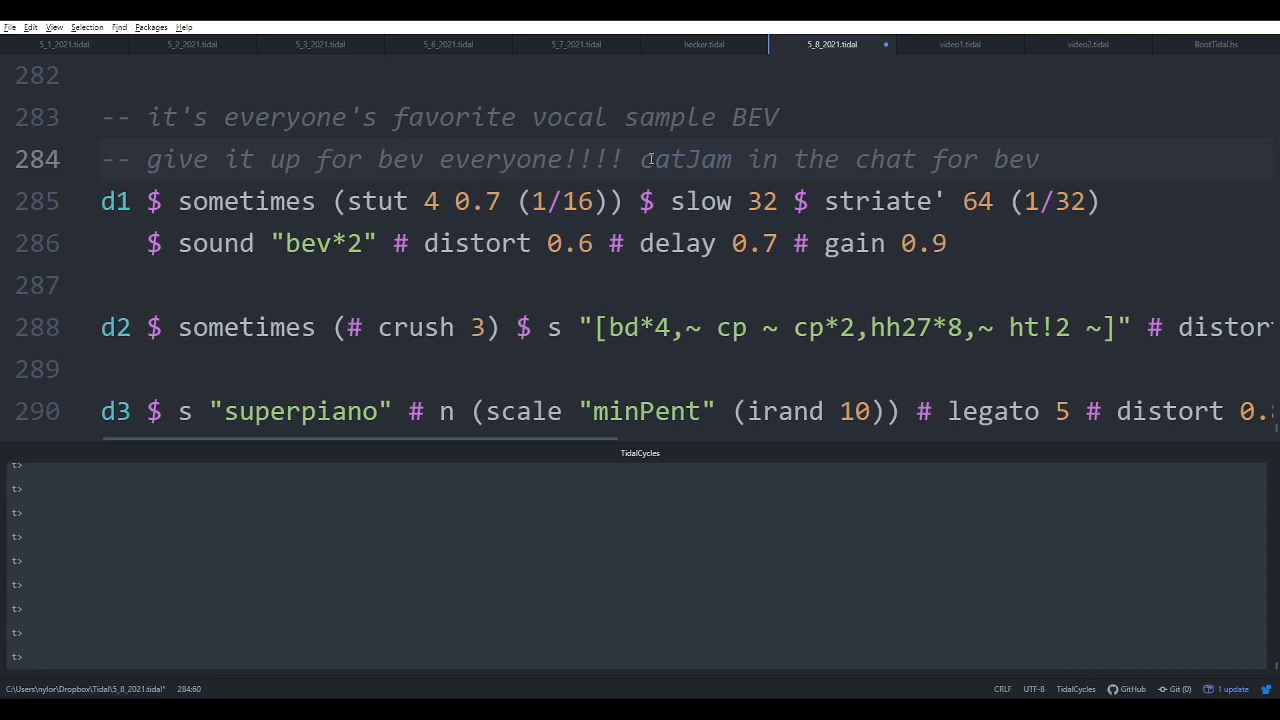 File Edit View Selection Find Packages Help
5_1_2021.tidal 5_2_2021.tidal 5_3_2021.tidal 5_6_2021.tidal 5_7_2021.tidal hecker.tidal 5_8_2021.tidal video1.tidal video2.tidal BootTidal.hs
282
283 -- it's everyone's favorite vocal sample BEV
284 -- give it up for bev everyone!!!! catJam in the chat for bev
285 d1 $ sometimes (stut 4 0.7 (1/16)) $ slow 32 $ striate' 64 (1/32)
286 $ sound "bev*2" # distort 0.6 # delay 0.7 # gain 0.9
287
288 d2 $ sometimes (# crush 3) $ s "[bd*4,~ cp ~ cp*2,hh27*8,~ ht!2 ~]" # distor
289
290 d3 $ s "superpiano" # n (scale "minPent" (irand 10)) # legato 5 # distort 0.
TidalCycles
t>
t>
t>
t>
t>
t>
t>
t>
t>
C:\Users\nylor\Dropbox\Tidal\5_8_2021.tidal* 284:60 CRLF UTF-8 TidalCycles GitHub Git (0) 1 update